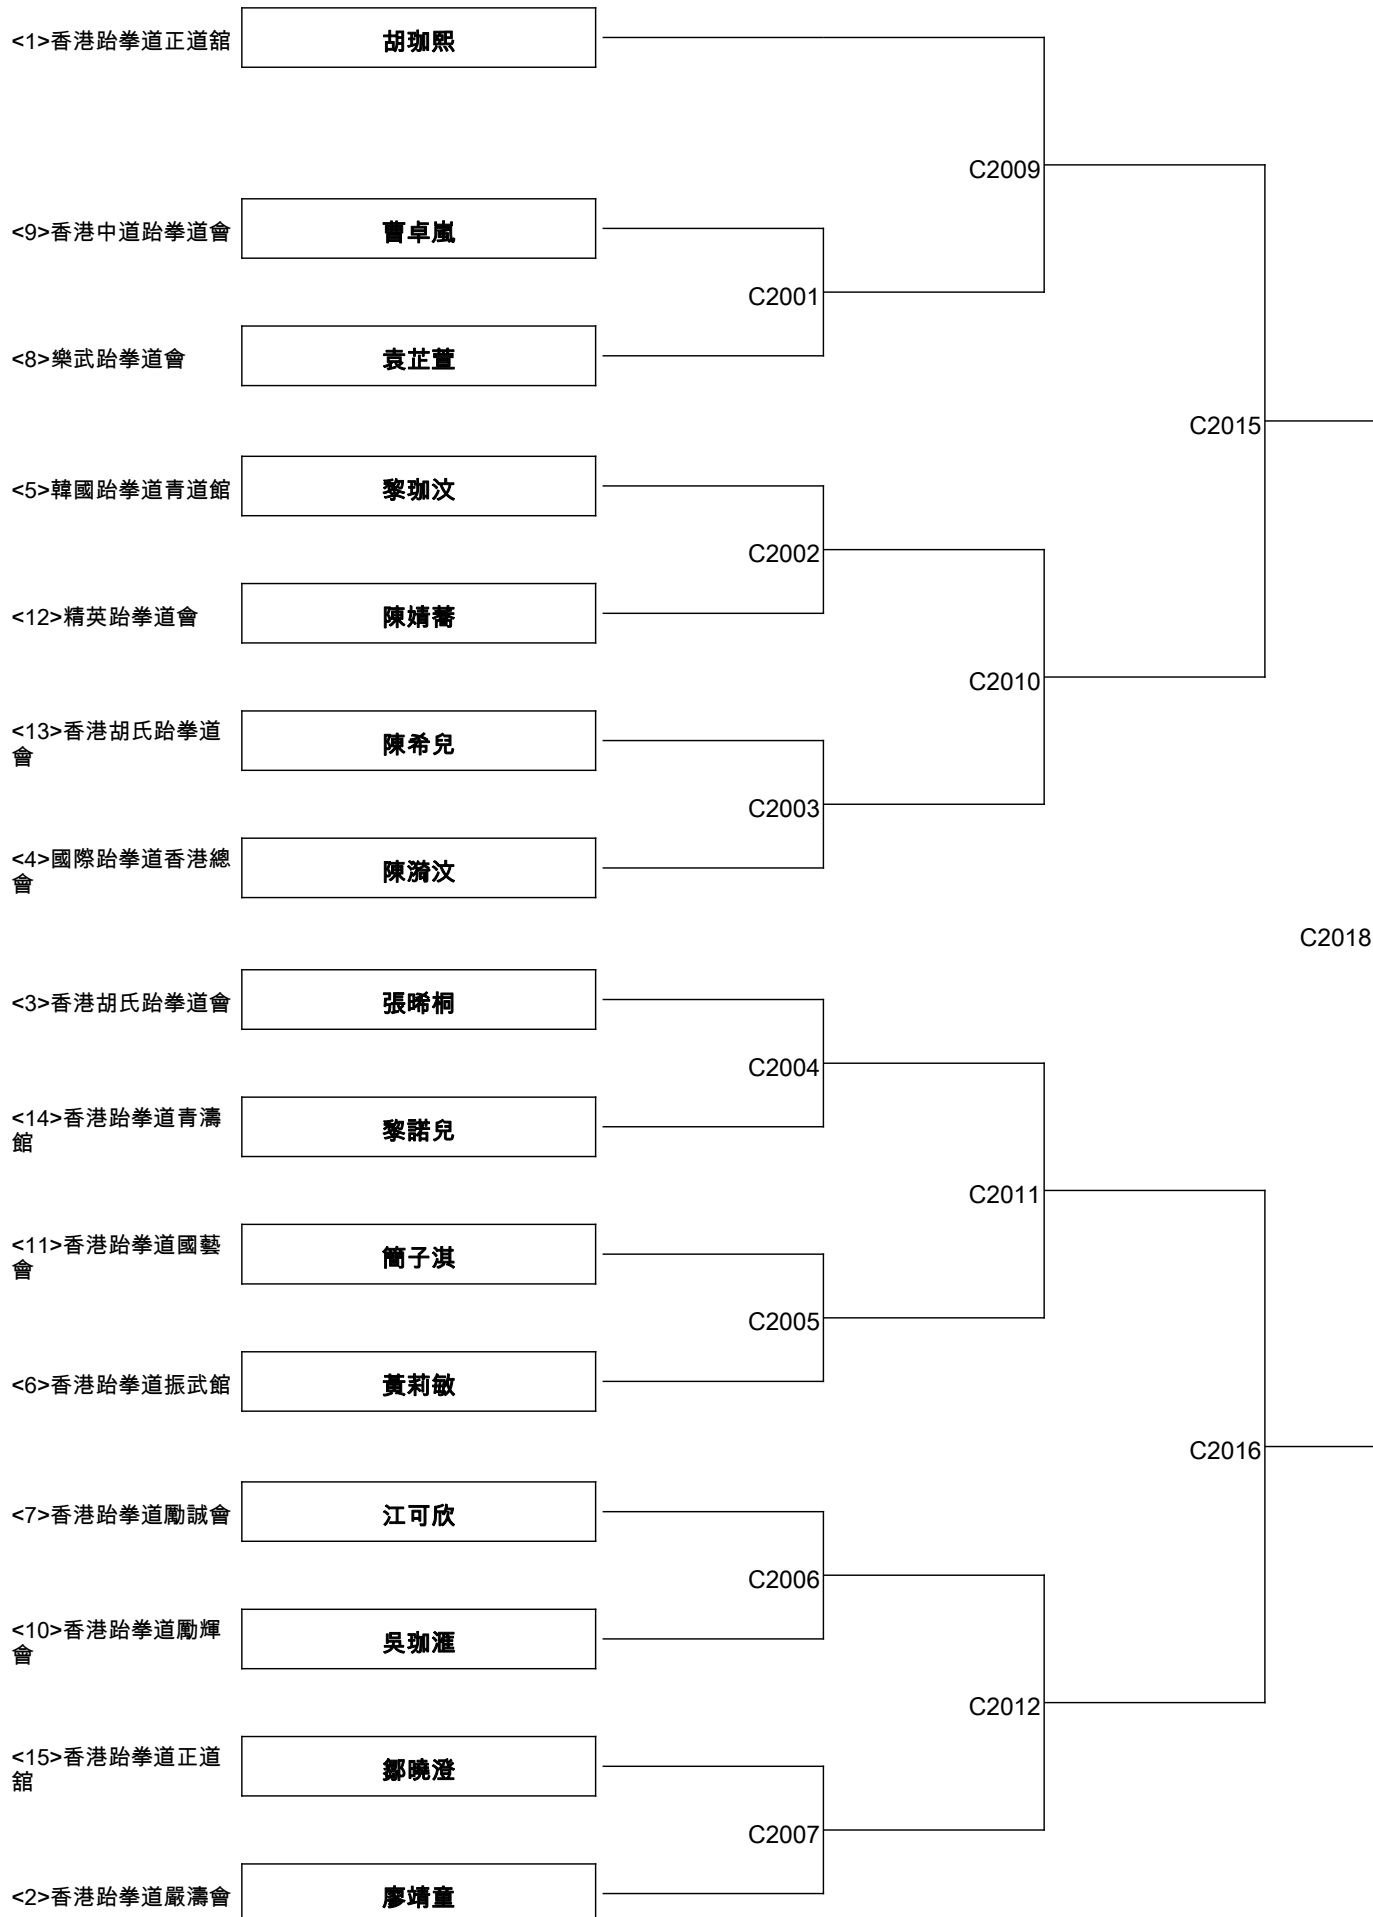 <1>香港跆拳道正道舘
胡珈熙
C2009
<9>香港中道跆拳道會
曹卓嵐
C2001
<8>樂武跆拳道會
袁芷萱
C2015
<5>韓國跆拳道青道館
黎珈汶
C2002
<12>精英跆拳道會
陳婧蕎
C2010
<13>香港胡氏跆拳道
會
陳希兒
C2003
<4>國際跆拳道香港總
會
陳漪汶
C2018
<3>香港胡氏跆拳道會
張晞桐
C2004
<14>香港跆拳道青濤
館
黎諾兒
C2011
<11>香港跆拳道國藝
會
簡子淇
C2005
<6>香港跆拳道振武館
黃莉敏
C2016
<7>香港跆拳道勵誠會
江可欣
C2006
<10>香港跆拳道勵輝
會
吳珈滙
C2012
<15>香港跆拳道正道
舘
鄒曉澄
C2007
<2>香港跆拳道嚴濤會
廖靖童